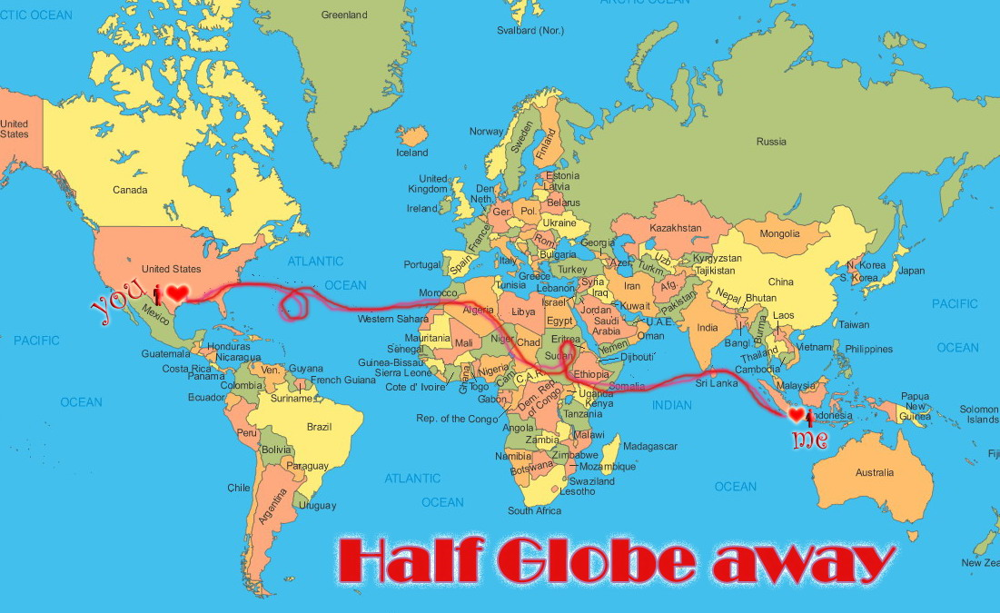 CTIC OCEAN
Greenland
Svalbard (Nor.)
ARCTIC OCEAN
United
States
Canada
Iceland
Norway
Sweden
Finland
Russia
Estonia
Latvia
United
Kingdom
Den.
Neth.
Belarus
Ireland
Ger.
Pol.
Ukraine
France
Rom.
Kazakhstan
Mongolia
Georgia
Bulgaria
Italy
Uzb.
Kyrgyzstan
Azer.
Turkm.
Tajikistan
Portugal
Spain
Greece
Turkey
N. Korea
S. Korea
Japan
United States
ATLANTIC
OCEAN
Tunisia
Lebanon
Syria
Iraq
Iran
Afg.
China
Morocco
Israel
Jordan
Kuwait
Pakistan
Nepal
Bhutan
PACIFIC
you
Mexico
Western Sahara
Algeria
Libya
Egypt
Saudi
Arabia
U.A.E.
Oman
India
Burma
Laos
Taiwan
PACIFIC
OCEAN
Mauritania
Mali
Niger
Chad
Eritrea
Sudan
Yemen
Bangl.
Thailand
Vietnam
Philippines
OCEAN
Guatemala
Honduras
Nicaragua
Senegal
Guinea-Bissau
Sierra Leone
Cote d' Ivoire
Ghana
Togo
Nigeria
Cam.
C.A.R.
Djibouti
Ethiopia
Somalia
Cambodia
Costa Rica
Panama
Ven.
Guyana
French Guiana
Colombia
Suriname
Ecuador
Gabon
Rep. of the Congo
Dem. Rep.
of Congo
Uganda
Kenya
Tanzania
INDIAN
Sri Lanka
Malaysia
Indonesia
Papua
New
Guinea
Solomon
Islands
Peru
Brazil
Angola
Zambia
Malawi
Madagascar
me
Bolivia
Namibia
Zimbabwe
Botswana
Mozambique
Fiji
Paraguay
ATLANTIC
OCEAN
Swaziland
Lesotho
South Africa
OCEAN
Australia
Chile
Argentina
Uruguay
Half Globe away
New Zea